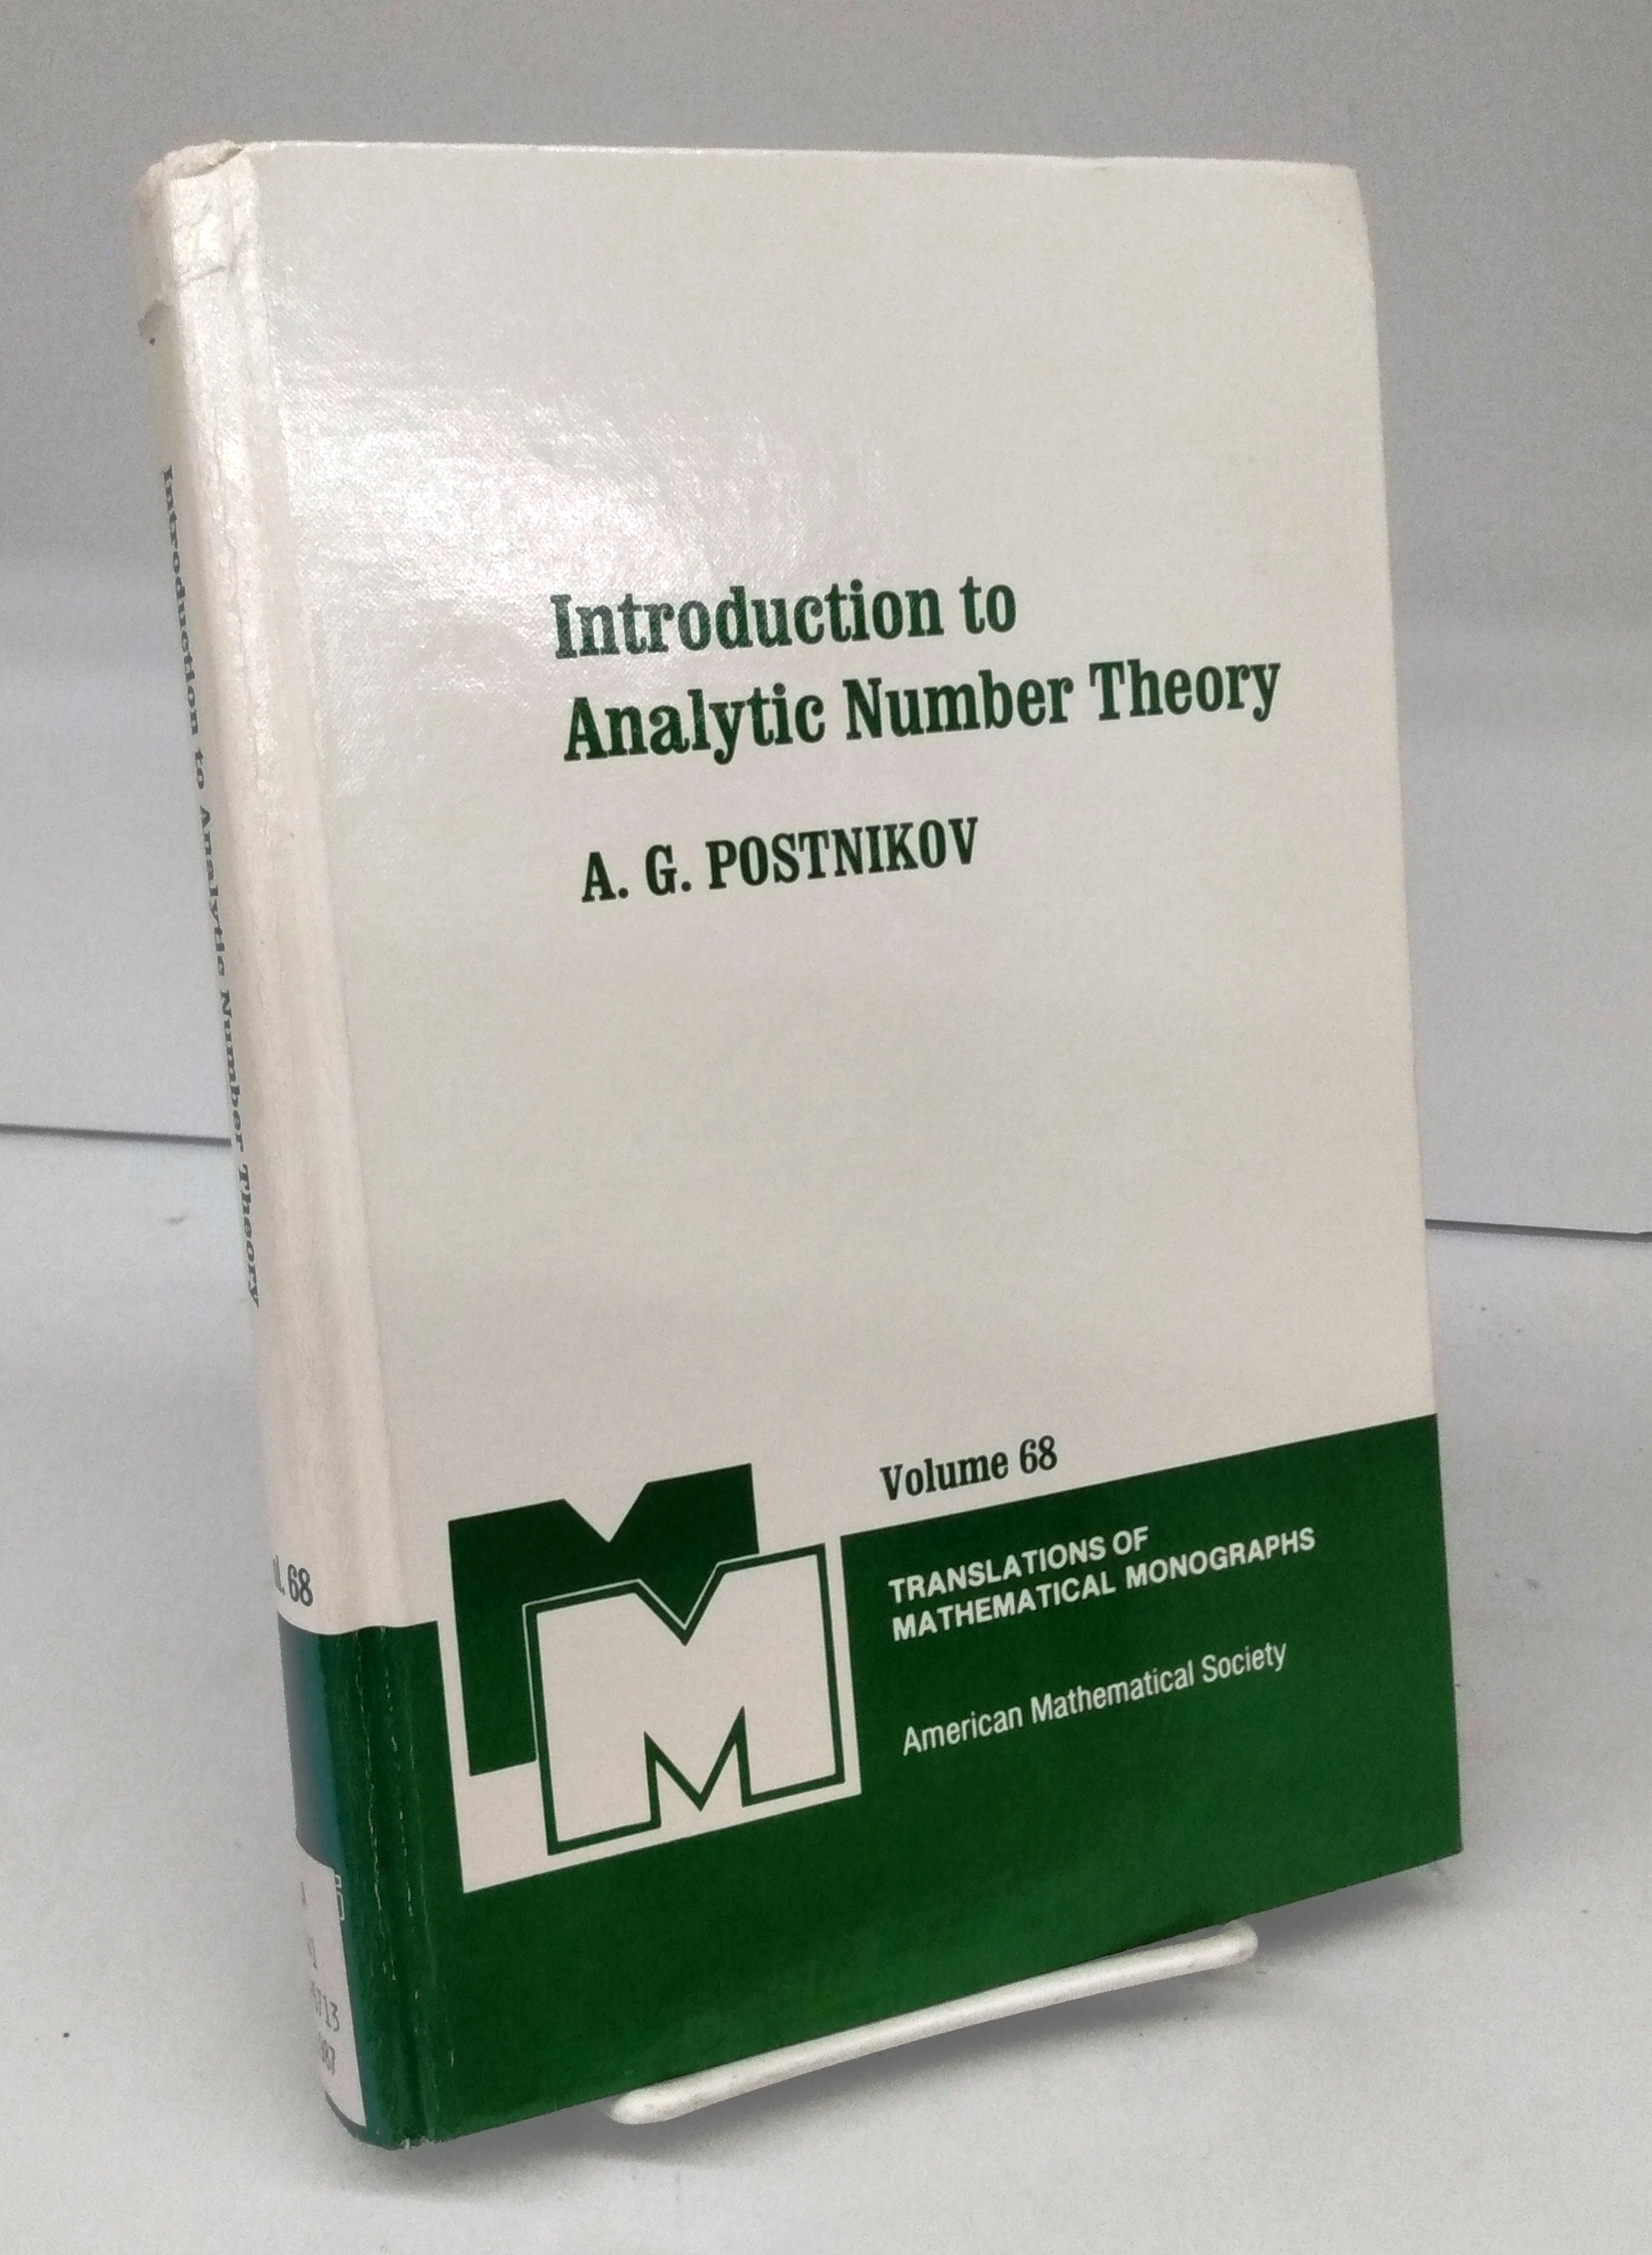 Introduction to
Analytic Number Theory
A. G. POSTNIKOV
Volume 68
TRANSLATIONS OF
MATHEMATICAL MONOGRAPHS
American Mathematical Society
M
M
Introduction to Analytic Number Theory
68